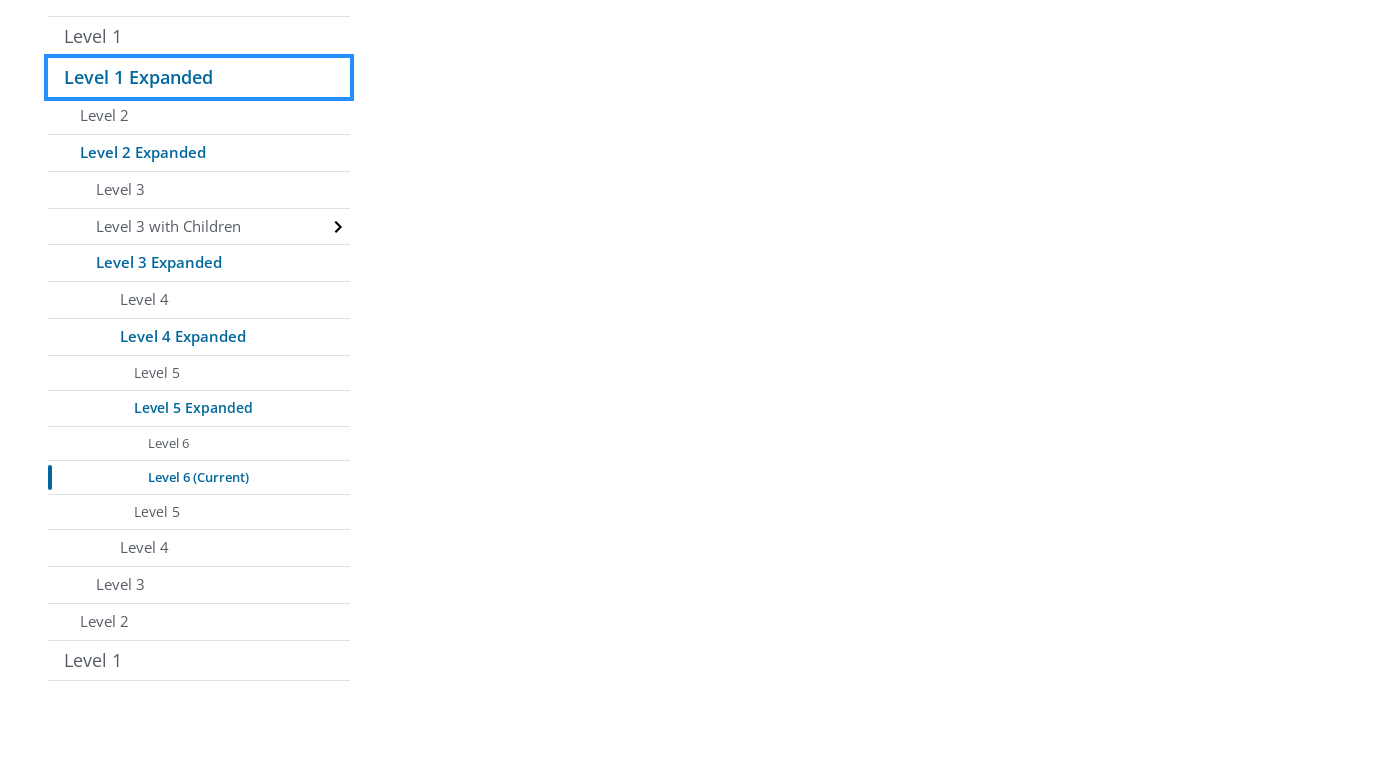 Level 1
Level 1 Expanded
Level 2
Level 2 Expanded
Level 3
Level 3 with Children
Level 3 Expanded
Level 4
Level 4 Expanded
Level 5
Level 5 Expanded
Level 6
Level 6 (Current)
Level 5
Level 4
Level 3
Level 2
Level 1